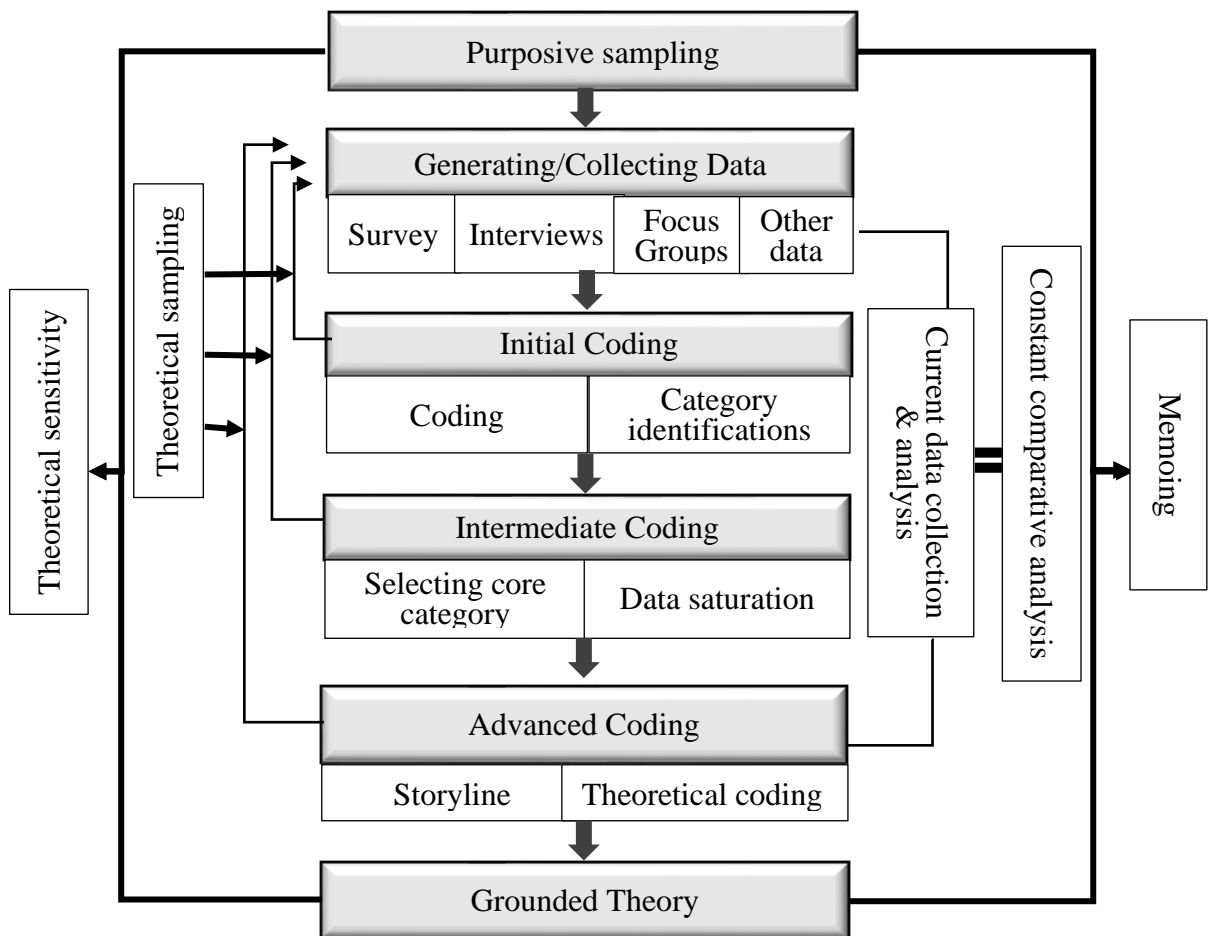 Purposive sampling
Generating/Collecting Data
Survey
Interviews
Focus
Groups
Other
data
Initial Coding
Coding
Category
identifications
Intermediate Coding
Selecting core
category
Data saturation
Advanced Coding
Storyline
Theoretical coding
Grounded Theory
Theoretical sensitivity
Theoretical sampling
Current data collection
& analysis
Constant comparative analysis
Memoing